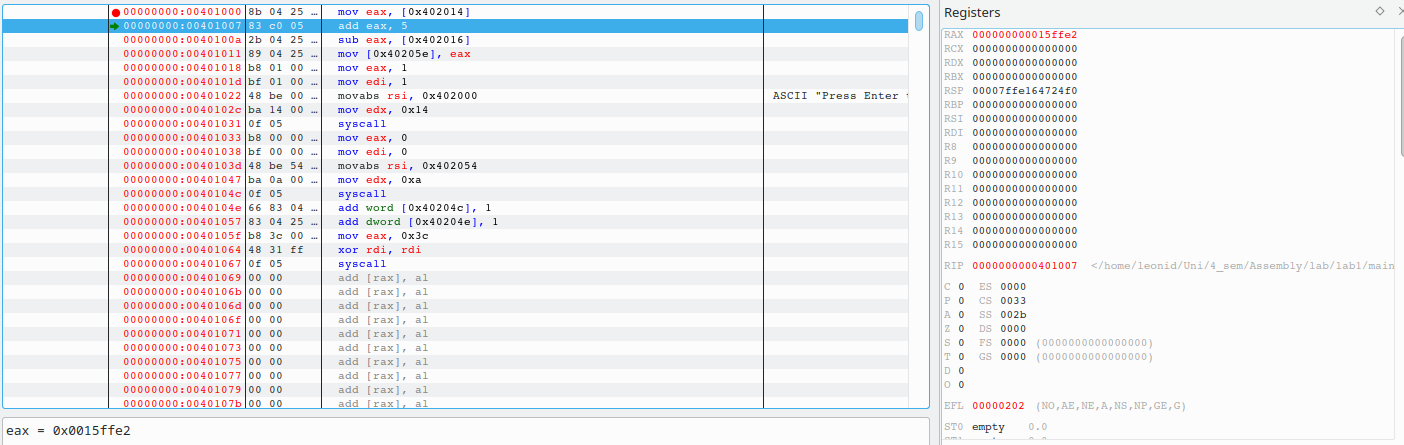 00000000:00401000 8b 04 25 … mov eax, [0x402014]
00000000:00401007 83 c0 05 add eax, 5
00000000:0040100a 2b 04 25 … sub eax, [0x402016]
00000000:00401011 89 04 25 … mov [0x40205e], eax
00000000:00401018 b8 01 00 … mov eax, 1
00000000:0040101d bf 01 00 … mov edi, 1
00000000:00401022 48 be 00 … movabs rsi, 0x402000 ASCII "Press Enter
00000000:0040102c ba 14 00 … mov edx, 0x14
00000000:00401031 0f 05 syscall
00000000:00401033 b8 00 00 … mov eax, 0
00000000:00401038 bf 00 00 … mov edi, 0
00000000:0040103d 48 be 54 … movabs rsi, 0x402054
00000000:00401047 ba 0a 00 … mov edx, 0xa
00000000:0040104c 0f 05 syscall
00000000:0040104e 66 83 04 … add word [0x40204c], 1
00000000:00401057 83 04 25 … add dword [0x40204e], 1
00000000:0040105f b8 3c 00 … mov eax, 0x3c
00000000:00401064 48 31 ff xor rdi, rdi
00000000:00401067 0f 05 syscall
00000000:00401069 00 00 add [rax], al
00000000:0040106b 00 00 add [rax], al
00000000:0040106d 00 00 add [rax], al
00000000:0040106f 00 00 add [rax], al
00000000:00401071 00 00 add [rax], al
00000000:00401073 00 00 add [rax], al
00000000:00401075 00 00 add [rax], al
00000000:00401077 00 00 add [rax], al
00000000:00401079 00 00 add [rax], al
00000000:0040107b 00 00 add [rax], al
eax = 0x0015ffe2
Registers
RAX 000000000015ffe2
RCX 0000000000000000
RDX 0000000000000000
RBX 0000000000000000
RSP 00007ffe164724f0
RBP 0000000000000000
RSI 0000000000000000
RDI 0000000000000000
R8 0000000000000000
R9 0000000000000000
R10 0000000000000000
R11 0000000000000000
R12 0000000000000000
R13 0000000000000000
R14 0000000000000000
R15 0000000000000000
RIP 0000000000401007 </home/leonid/Uni/4_sem/Assembly/lab/lab1/main
C 0 ES 0000
P 0 CS 0033
A 0 SS 002b
Z 0 DS 0000
S 0 FS 0000 (0000000000000000)
T 0 GS 0000 (0000000000000000)
D 0
O 0
EFL 00000202 (NO,AE,NE,A,NS,NP,GE,G)
ST0 empty 0.0